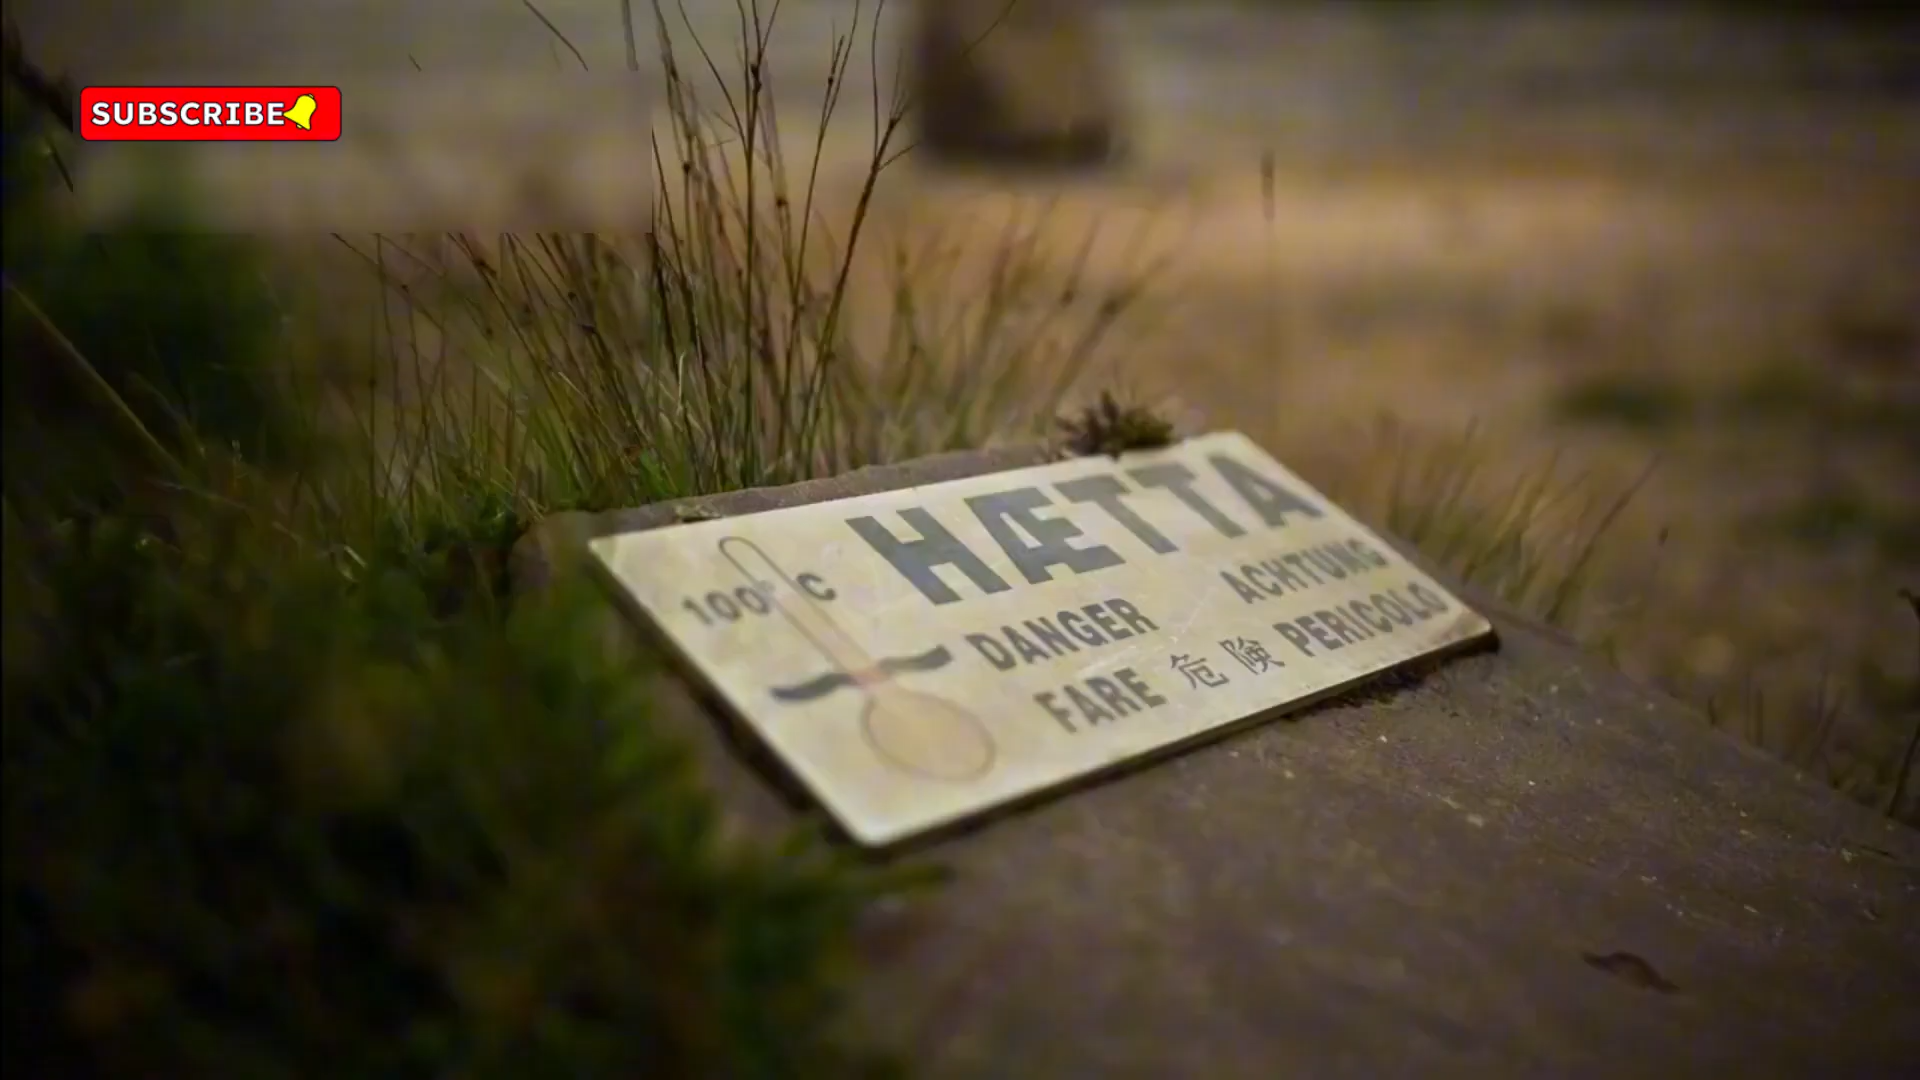 SUBSCRIBE
100°C
HÆTTA
DANGER ACHTUNG
FARE 危険 PERICOLO